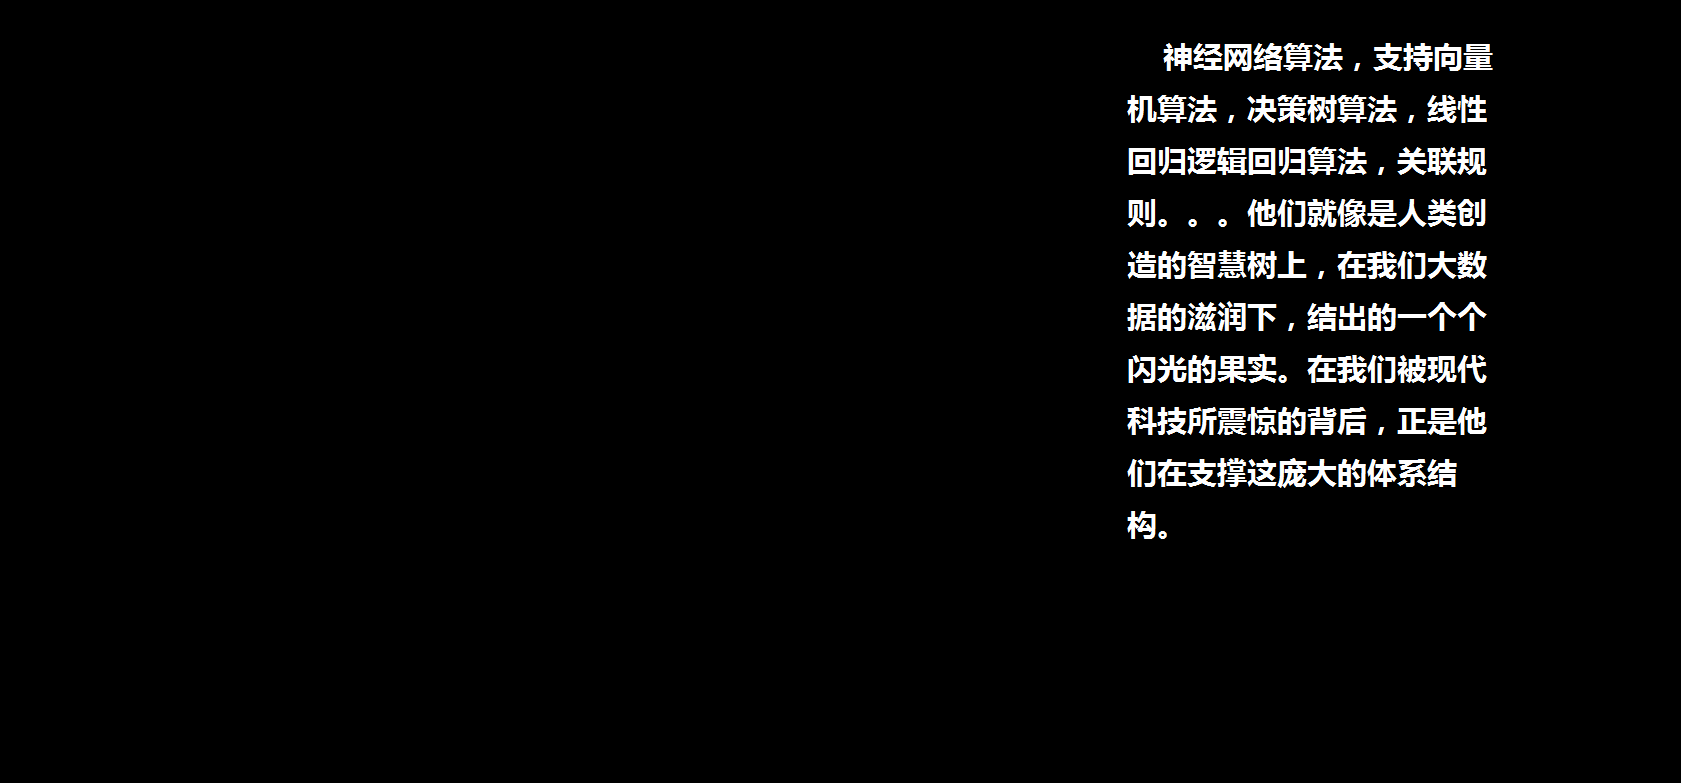 神经网络算法，支持向量
机算法，决策树算法，线性
回归逻辑回归算法，关联规
则。。。他们就像是人类创
造的智慧树上，在我们大数
据的滋润下，结出的一个个
闪光的果实。在我们被现代
科技所震惊的背后，正是他
们在支撑这庞大的体系结
构。